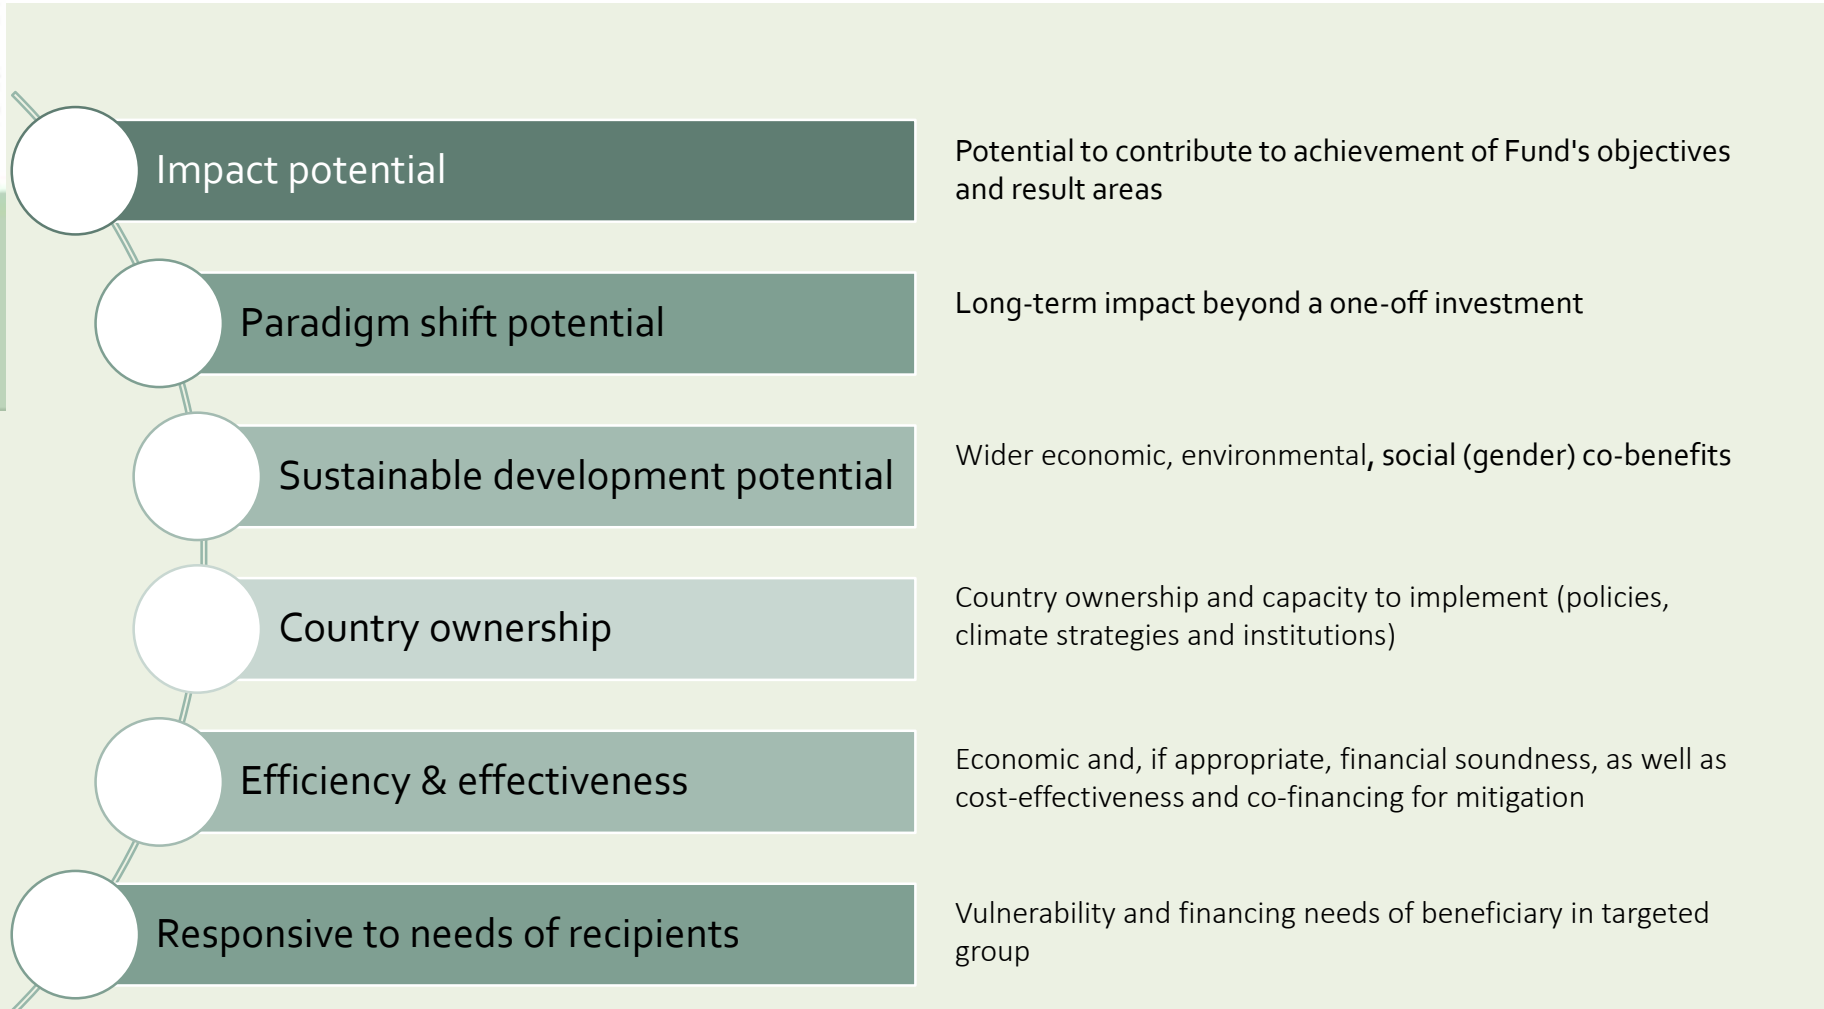 Impact potential
Potential to contribute to achievement of Fund's objectives
and result areas
Paradigm shift potential
Long-term impact beyond a one-off investment
Sustainable development potential
Wider economic, environmental, social (gender) co-benefits
Country ownership
Country ownership and capacity to implement (policies,
climate strategies and institutions)
Efficiency & effectiveness
Economic and, if appropriate, financial soundness, as well as
cost-effectiveness and co-financing for mitigation
Responsive to needs of recipients
Vulnerability and financing needs of beneficiary in targeted
group